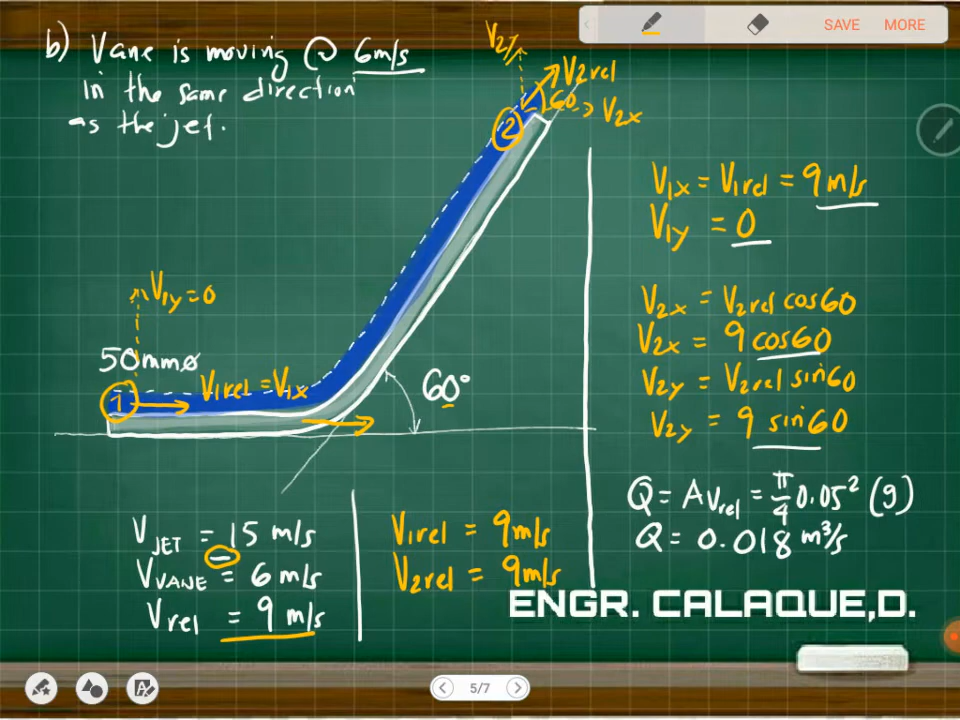 SAVE
MORE
b) Vane is moving @ 6m/s
in the same direction
as the jet.
V2y
V2rel
60
V2x
2
V1y = 0
50mmø
1
V1rel = V1x
60°
V1x = V1rel = 9m/s
V1y = 0
V2x = V2rel cos60
V2x = 9 cos60
V2y = V2rel sin60
V2y = 9 sin60
Q = AVrel = π/4 0.05² (9)
Q = 0.018 m³/s
VJET = 15 m/s
−
VVANE = 6 m/s
Vrel = 9 m/s
V1rel = 9m/s
V2rel = 9m/s
ENGR. CALAQUE,D.
5/7